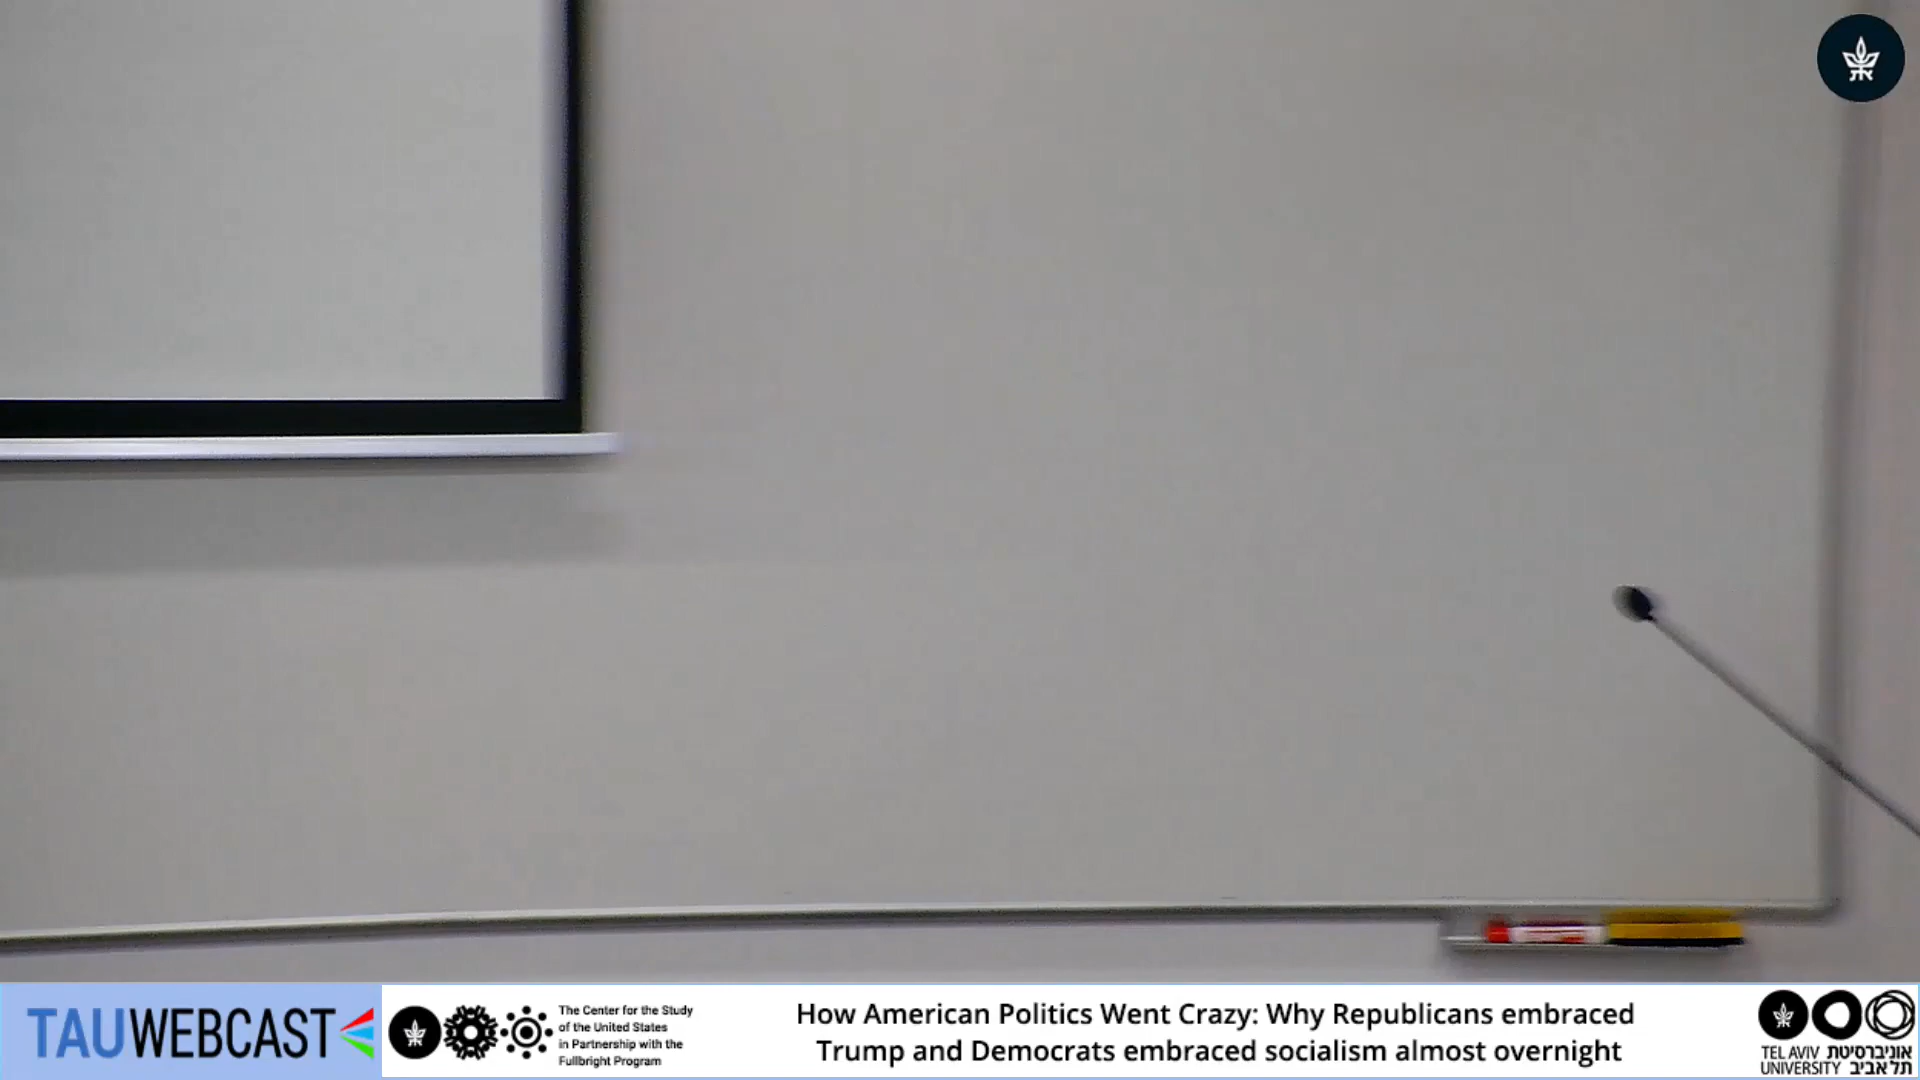 TAUWEBCAST
The Center for the Study
of the United States
in Partnership with the
Fullbright Program
How American Politics Went Crazy: Why Republicans embraced
Trump and Democrats embraced socialism almost overnight
TEL AVIV אוניברסיטת
UNIVERSITY תל אביב